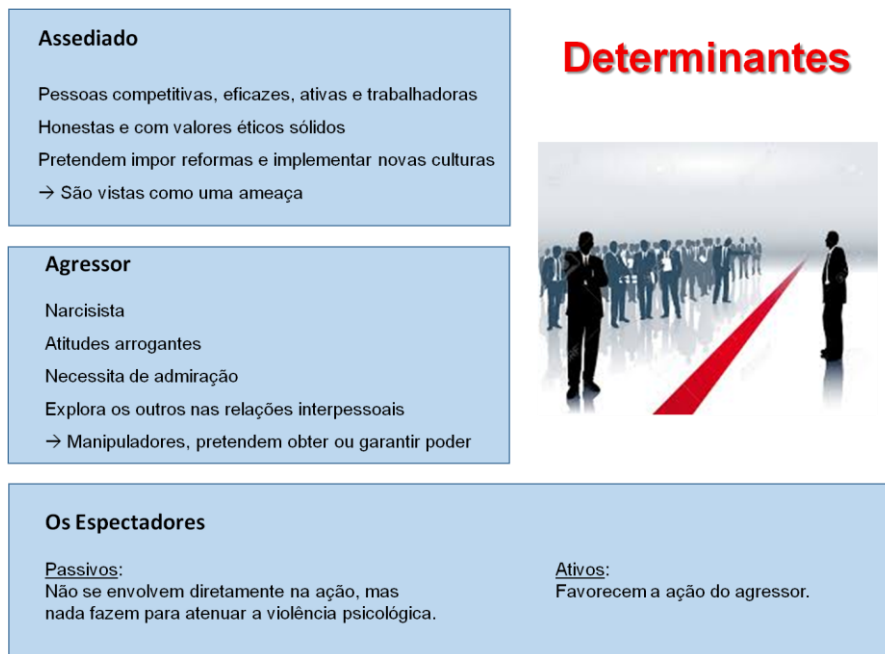 Determinantes
Assediado
Pessoas competitivas, eficazes, ativas e trabalhadoras
Honestas e com valores éticos sólidos
Pretendem impor reformas e implementar novas culturas
→ São vistas como uma ameaça
Agressor
Narcisista
Atitudes arrogantes
Necessita de admiração
Explora os outros nas relações interpessoais
→ Manipuladores, pretendem obter ou garantir poder
Os Espectadores
Passivos:
Não se envolvem diretamente na ação, mas
nada fazem para atenuar a violência psicológica.
Ativos:
Favorecem a ação do agressor.